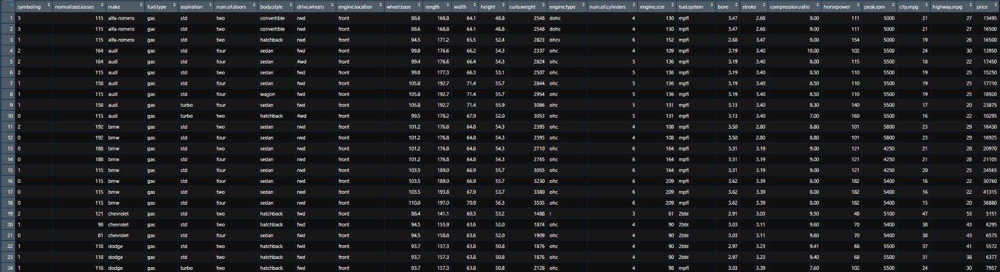 symboling normalized.losses make fuel.type aspiration num.of.doors body.style drive.wheels engine.location wheel.base length width height curb.weight engine.type num.of.cylinders engine.size fuel.system bore stroke compression.ratio horsepower peak.rpm city.mpg highway.mpg price
1 3 115 alfa-romero gas std two convertible rwd front 88.6 168.8 64.1 48.8 2548 dohc 4 130 mpfi 3.47 2.68 9.00 111 5000 21 27 13495
2 3 115 alfa-romero gas std two convertible rwd front 88.6 168.8 64.1 48.8 2548 dohc 4 130 mpfi 3.47 2.68 9.00 111 5000 21 27 16500
3 1 115 alfa-romero gas std two hatchback rwd front 94.5 171.2 65.5 52.4 2823 ohcv 6 152 mpfi 2.68 3.47 9.00 154 5000 19 26 16500
4 2 164 audi gas std four sedan fwd front 99.8 176.6 66.2 54.3 2337 ohc 4 109 mpfi 3.19 3.40 10.00 102 5500 24 30 13950
5 2 164 audi gas std four sedan 4wd front 99.4 176.6 66.4 54.3 2824 ohc 5 136 mpfi 3.19 3.40 8.00 115 5500 18 22 17450
6 2 115 audi gas std two sedan fwd front 99.8 177.3 66.3 53.1 2507 ohc 5 136 mpfi 3.19 3.40 8.50 110 5500 19 25 15250
7 1 158 audi gas std four sedan fwd front 105.8 192.7 71.4 55.7 2844 ohc 5 136 mpfi 3.19 3.40 8.50 110 5500 19 25 17710
8 1 115 audi gas std four wagon fwd front 105.8 192.7 71.4 55.7 2954 ohc 5 136 mpfi 3.19 3.40 8.50 110 5500 19 25 18920
9 1 158 audi gas turbo four sedan fwd front 105.8 192.7 71.4 55.9 3086 ohc 5 131 mpfi 3.13 3.40 8.30 140 5500 17 20 23875
10 0 115 audi gas turbo two hatchback 4wd front 99.5 178.2 67.9 52.0 3053 ohc 5 131 mpfi 3.13 3.40 7.00 160 5500 16 22 10295
11 2 192 bmw gas std two sedan rwd front 101.2 176.8 64.8 54.3 2395 ohc 4 108 mpfi 3.50 2.80 8.80 101 5800 23 29 16430
12 0 192 bmw gas std four sedan rwd front 101.2 176.8 64.8 54.3 2395 ohc 4 108 mpfi 3.50 2.80 8.80 101 5800 23 29 16925
13 0 188 bmw gas std two sedan rwd front 101.2 176.8 64.8 54.3 2710 ohc 6 164 mpfi 3.31 3.19 9.00 121 4250 21 28 20970
14 0 188 bmw gas std four sedan rwd front 101.2 176.8 64.8 54.3 2765 ohc 6 164 mpfi 3.31 3.19 9.00 121 4250 21 28 21105
15 1 115 bmw gas std four sedan rwd front 103.5 189.0 66.9 55.7 3055 ohc 6 164 mpfi 3.31 3.19 9.00 121 4250 20 25 24565
16 0 115 bmw gas std four sedan rwd front 103.5 189.0 66.9 55.7 3230 ohc 6 209 mpfi 3.62 3.39 8.00 182 5400 16 22 30760
17 0 115 bmw gas std two sedan rwd front 103.5 193.8 67.9 53.7 3380 ohc 6 209 mpfi 3.62 3.39 8.00 182 5400 16 22 41315
18 0 115 bmw gas std four sedan rwd front 110.0 197.0 70.9 56.3 3505 ohc 6 209 mpfi 3.62 3.39 8.00 182 5400 15 20 36880
19 2 121 chevrolet gas std two hatchback fwd front 88.4 141.1 60.3 53.2 1488 l 3 61 2bbl 2.91 3.03 9.50 48 5100 47 53 5151
20 1 98 chevrolet gas std two hatchback fwd front 94.5 155.9 63.6 52.0 1874 ohc 4 90 2bbl 3.03 3.11 9.60 70 5400 38 43 6295
21 0 81 chevrolet gas std four sedan fwd front 94.5 158.8 63.6 52.0 1909 ohc 4 90 2bbl 3.03 3.11 9.60 70 5400 38 43 6575
22 1 118 dodge gas std two hatchback fwd front 93.7 157.3 63.8 50.8 1876 ohc 4 90 2bbl 2.97 3.23 9.41 68 5500 37 41 5572
23 1 118 dodge gas std two hatchback fwd front 93.7 157.3 63.8 50.8 1876 ohc 4 90 2bbl 2.97 3.23 9.40 68 5500 31 38 6377
24 1 118 dodge gas turbo two hatchback fwd front 93.7 157.3 63.8 50.8 2128 ohc 4 98 mpfi 3.03 3.39 7.60 102 5500 24 30 7957